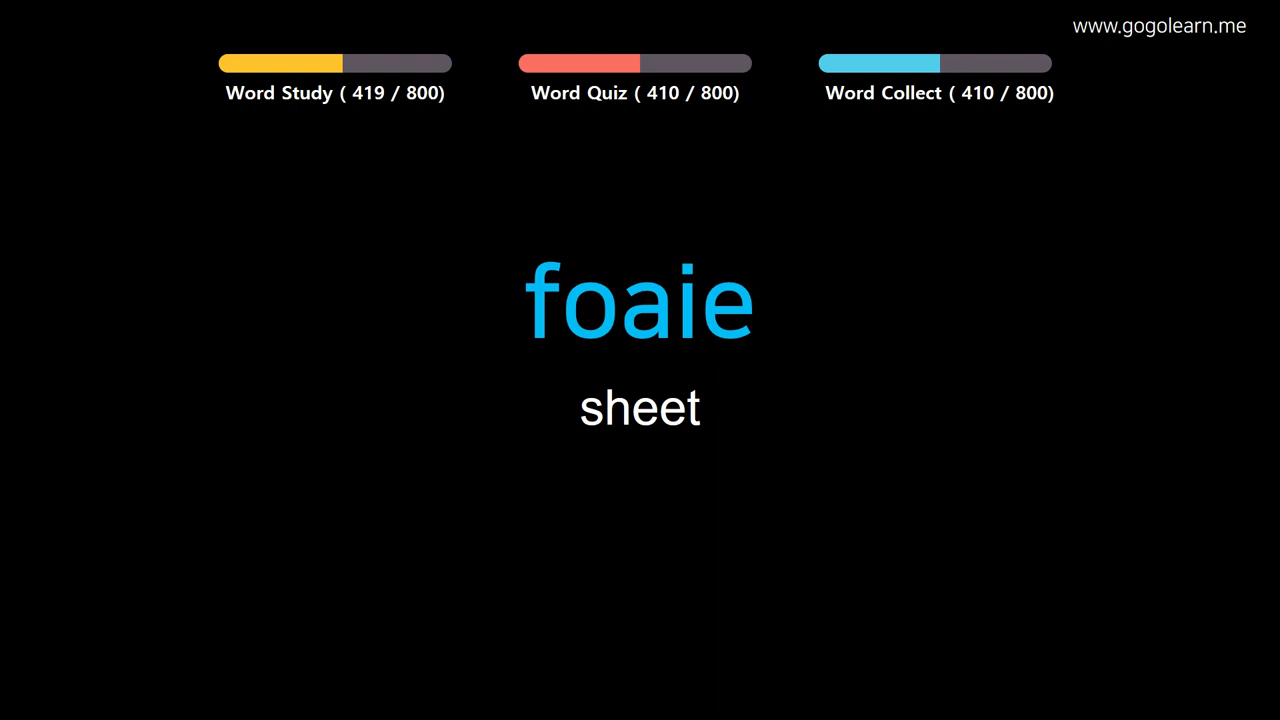 www.gogolearn.me
Word Study ( 419 / 800)
Word Quiz ( 410 / 800)
Word Collect ( 410 / 800)
foaie
sheet